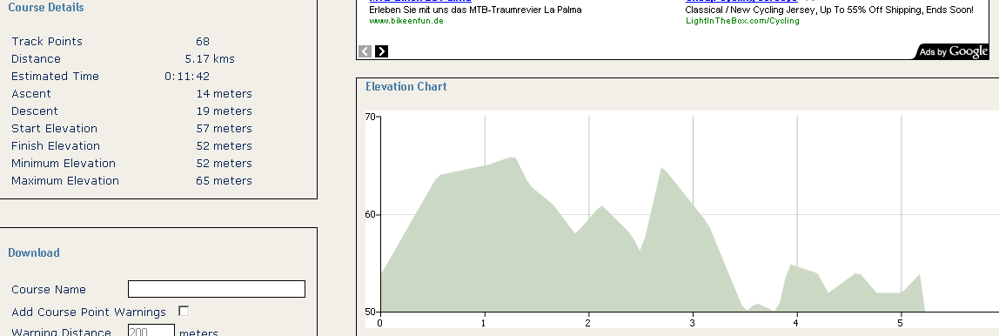 Course Details
Track Points 68
Distance 5.17 kms
Estimated Time 0:11:42
Ascent 14 meters
Descent 19 meters
Start Elevation 57 meters
Finish Elevation 52 meters
Minimum Elevation 52 meters
Maximum Elevation 65 meters
Download
Course Name
Add Course Point Warnings
Warning Distance 200 meters
Erleben Sie mit uns das MTB-Traumrevier La Palma
www.bikeenfun.de
Classical / New Cycling Jersey, Up To 55% Off Shipping, Ends Soon!
LightInTheBox.com/Cycling
Ads by Google
Elevation Chart
70
60
50
0 1 2 3 4 5